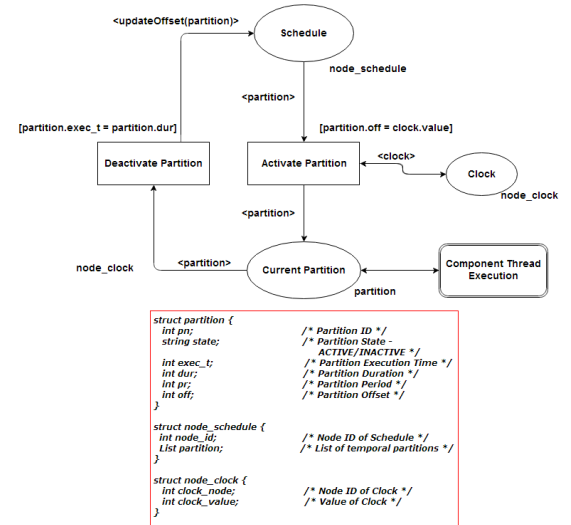 <updateOffset(partition)>
Schedule
node_schedule
<partition>
[partition.exec_t = partition.dur]
[partition.off = clock.value]
Deactivate Partition
Activate Partition
<clock>
Clock
node_clock
<partition>
node_clock
<partition>
Current Partition
Component Thread
Execution
partition
struct partition {
int pn; /* Partition ID */
string state; /* Partition State -
ACTIVE/INACTIVE */
int exec_t; /* Partition Execution Time */
int dur; /* Partition Duration */
int pr; /* Partition Period */
int off; /* Partition Offset */
}
struct node_schedule {
int node_id; /* Node ID of Schedule */
List partition; /* List of temporal partitions */
}
struct node_clock {
int clock_node; /* Node ID of Clock */
int clock_value; /* Value of Clock */
}